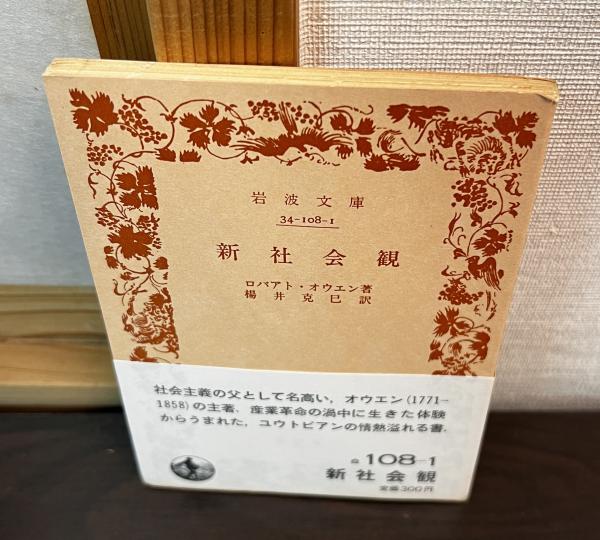 岩波文庫
34-108-1
新社会観
ロバアト・オウエン著
楊井克巳訳
社会主義の父として名高い，オウエン(1771-
1858)の主著．産業革命の渦中に生きた体験
からうまれた，ユウトピアンの情熱溢れる書．
白 108-1
新社会観
定価300円